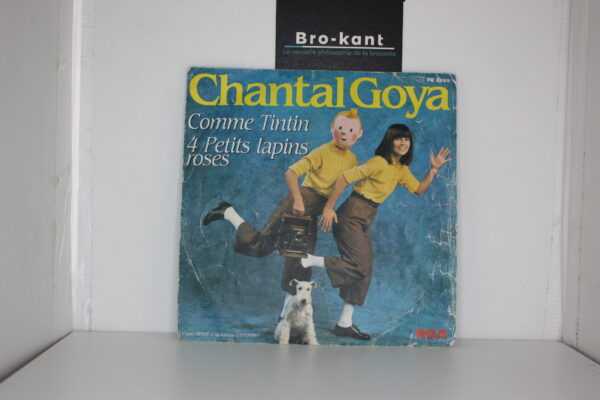 Bro-kant
Chantal Goya
Comme Tintin
4 Petits lapins
roses
RCA